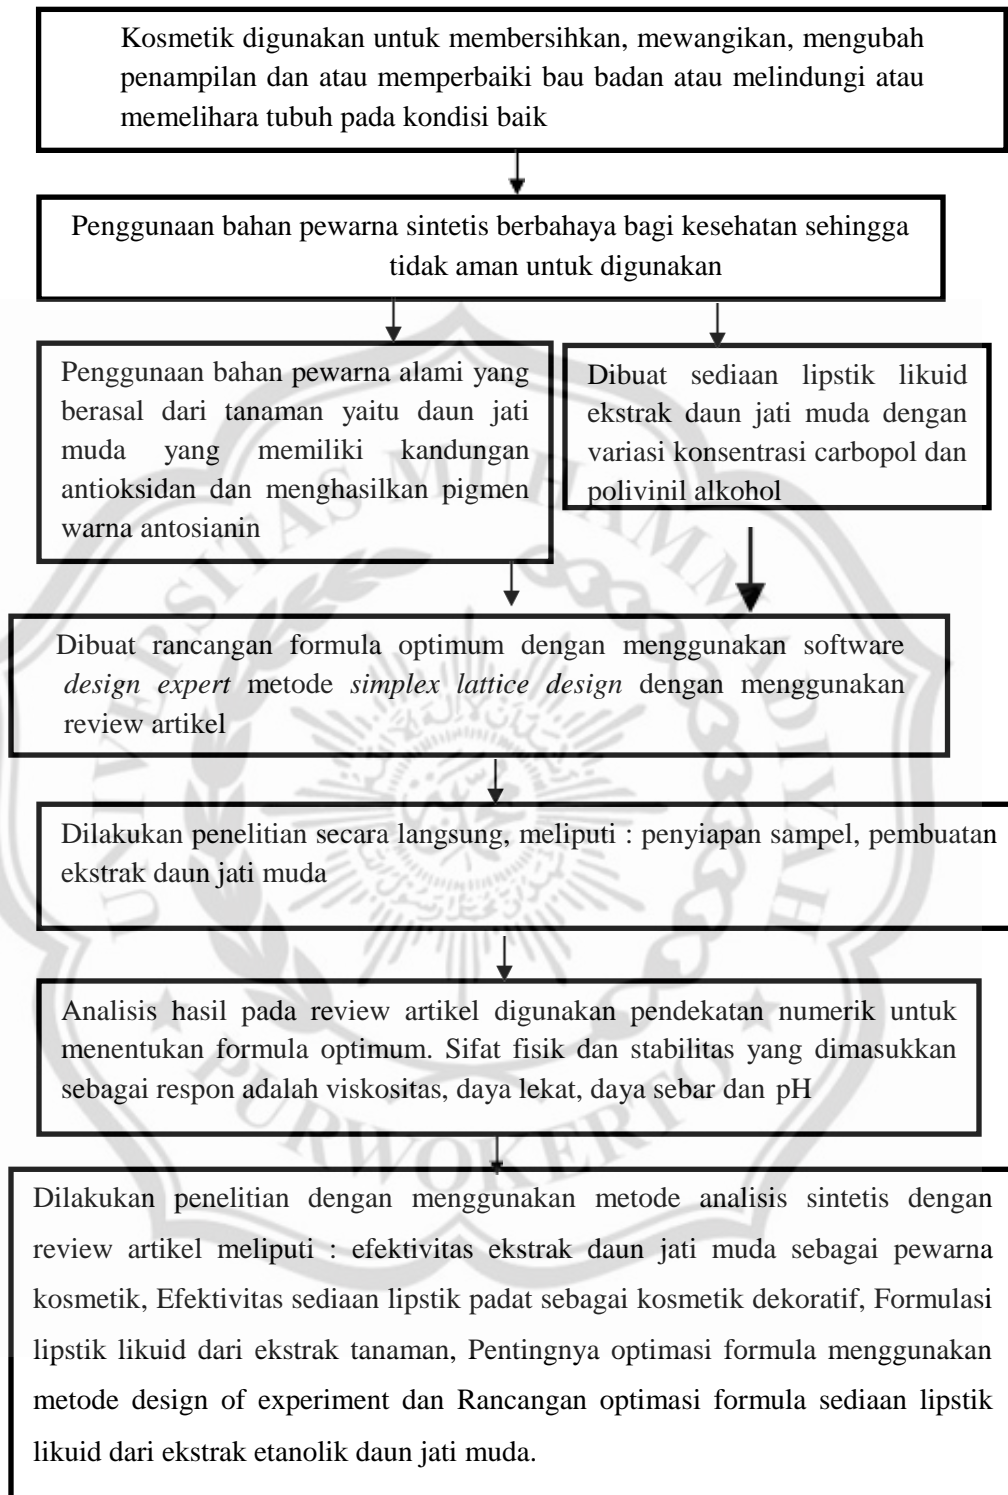 Kosmetik digunakan untuk membersihkan, mewangikan, mengubah
penampilan dan atau memperbaiki bau badan atau melindungi atau
memelihara tubuh pada kondisi baik
Penggunaan bahan pewarna sintetis berbahaya bagi kesehatan sehingga
tidak aman untuk digunakan
Penggunaan bahan pewarna alami yang
berasal dari tanaman yaitu daun jati
muda yang memiliki kandungan
antioksidan dan menghasilkan pigmen
warna antosianin
Dibuat sediaan lipstik likuid
ekstrak daun jati muda dengan
variasi konsentrasi carbopol dan
polivinil alkohol
Dibuat rancangan formula optimum dengan menggunakan software
design expert metode simplex lattice design dengan menggunakan
review artikel
Dilakukan penelitian secara langsung, meliputi : penyiapan sampel, pembuatan
ekstrak daun jati muda
Analisis hasil pada review artikel digunakan pendekatan numerik untuk
menentukan formula optimum. Sifat fisik dan stabilitas yang dimasukkan
sebagai respon adalah viskositas, daya lekat, daya sebar dan pH
Dilakukan penelitian dengan menggunakan metode analisis sintetis dengan
review artikel meliputi : efektivitas ekstrak daun jati muda sebagai pewarna
kosmetik, Efektivitas sediaan lipstik padat sebagai kosmetik dekoratif, Formulasi
lipstik likuid dari ekstrak tanaman, Pentingnya optimasi formula menggunakan
metode design of experiment dan Rancangan optimasi formula sediaan lipstik
likuid dari ekstrak etanolik daun jati muda.
UNIVERSITAS MUHAMMADIYAH
PURWOKERTO